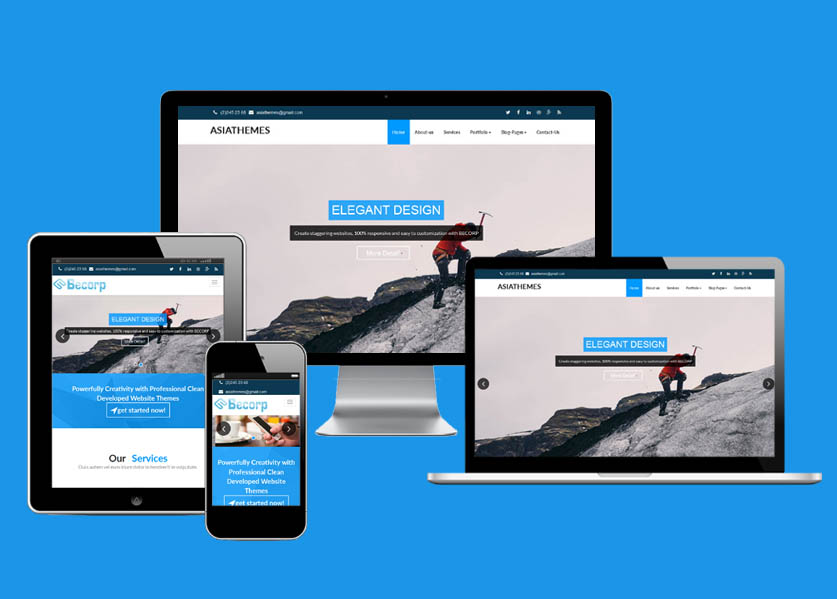 (2)245 23 68 asiathemes@gmail.com
ASIATHEMES
Home About-us Services Portfolio Blog-Pages Contact-Us
ELEGANT DESIGN
Create staggering websites, 100% responsive and easy to customization with BECORP
More Detail
(2)245 23 68 asiathemes@gmail.com
Becorp
ELEGANT DESIGN
Create staggering websites, 100% responsive and easy to customization with BECORP
More Detail
Powerfully Creativity with Professional Clean
Developed Website Themes
get started now!
Our Services
(2)245 23 68
asiathemes@gmail.com
Becorp
Powerfully Creativity with
Professional Clean
Developed Website
Themes
get started now!
(2)245 23 68 asiathemes@gmail.com
ASIATHEMES
Home About-us Services Portfolio Blog-Pages Contact-Us
ELEGANT DESIGN
Create staggering websites, 100% responsive and easy to customization with BECORP
More Detail